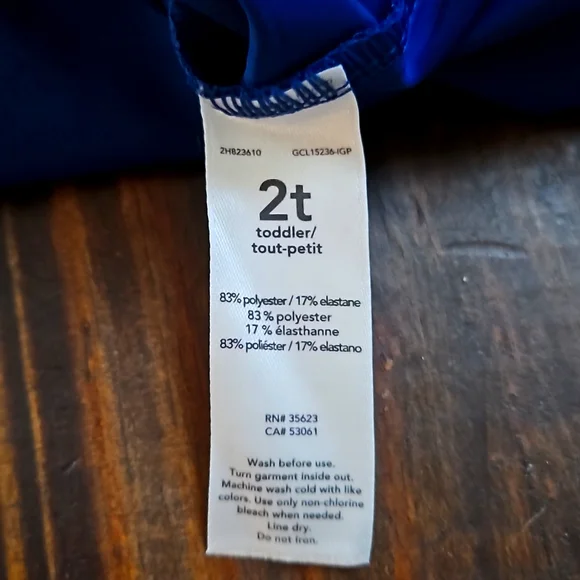 2H823610 GCL15236-IGP
2t
toddler/
tout-petit
83% polyester / 17% elastane
83 % polyester
17 % élasthanne
83% poliéster / 17% elastano
RN# 35623
CA# 53061
Wash before use.
Turn garment inside out.
Machine wash cold with like
colors. Use only non-chlorine
bleach when needed.
Line dry.
Do not iron.